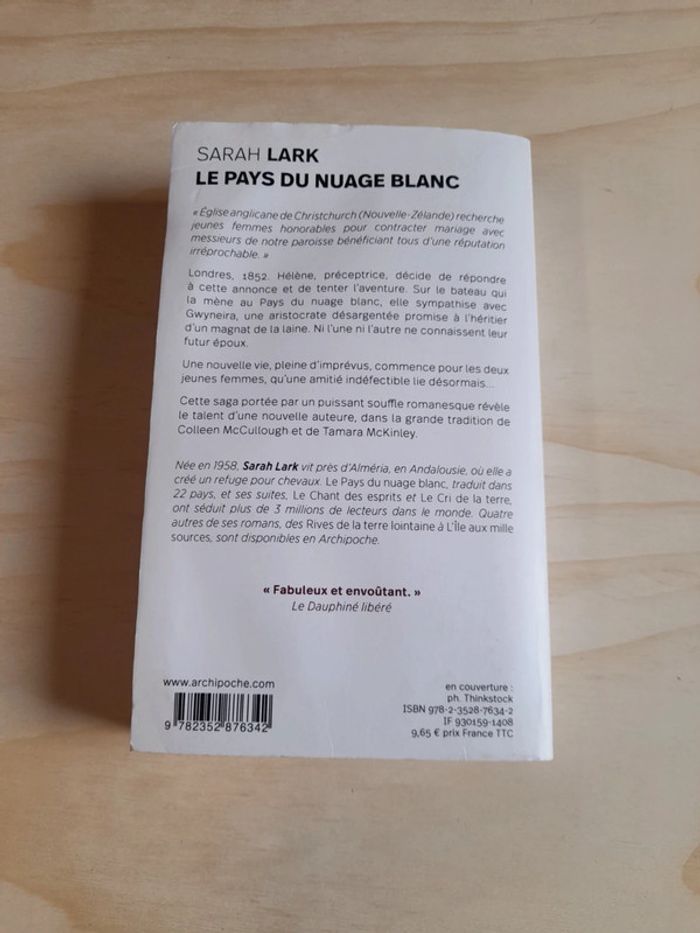 SARAH LARK
LE PAYS DU NUAGE BLANC
« Église anglicane de Christchurch (Nouvelle-Zélande) recherche
jeunes femmes honorables pour contracter mariage avec
messieurs de notre paroisse bénéficiant tous d'une réputation
irréprochable. »
Londres, 1852. Hélène, préceptrice, décide de répondre
à cette annonce et de tenter l'aventure. Sur le bateau qui
la mène au Pays du nuage blanc, elle sympathise avec
Gwyneira, une aristocrate désargentée promise à l'héritier
d'un magnat de la laine. Ni l'une ni l'autre ne connaissent leur
futur époux.
Une nouvelle vie, pleine d'imprévus, commence pour les deux
jeunes femmes, qu'une amitié indéfectible lie désormais...
Cette saga portée par un puissant souffle romanesque révèle
le talent d'une nouvelle auteure, dans la grande tradition de
Colleen McCullough et de Tamara McKinley.
Née en 1958, Sarah Lark vit près d'Alméria, en Andalousie, où elle a
créé un refuge pour chevaux. Le Pays du nuage blanc, traduit dans
22 pays, et ses suites, Le Chant des esprits et Le Cri de la terre,
ont séduit plus de 3 millions de lecteurs dans le monde. Quatre
autres de ses romans, des Rives de la terre lointaine à L'Île aux mille
sources, sont disponibles en Archipoche.
« Fabuleux et envoûtant. »
Le Dauphiné libéré
www.archipoche.com
9 782352 876342
en couverture :
ph. Thinkstock
ISBN 978-2-3528-7634-2
IF 930159-1408
9,65 € prix France TTC